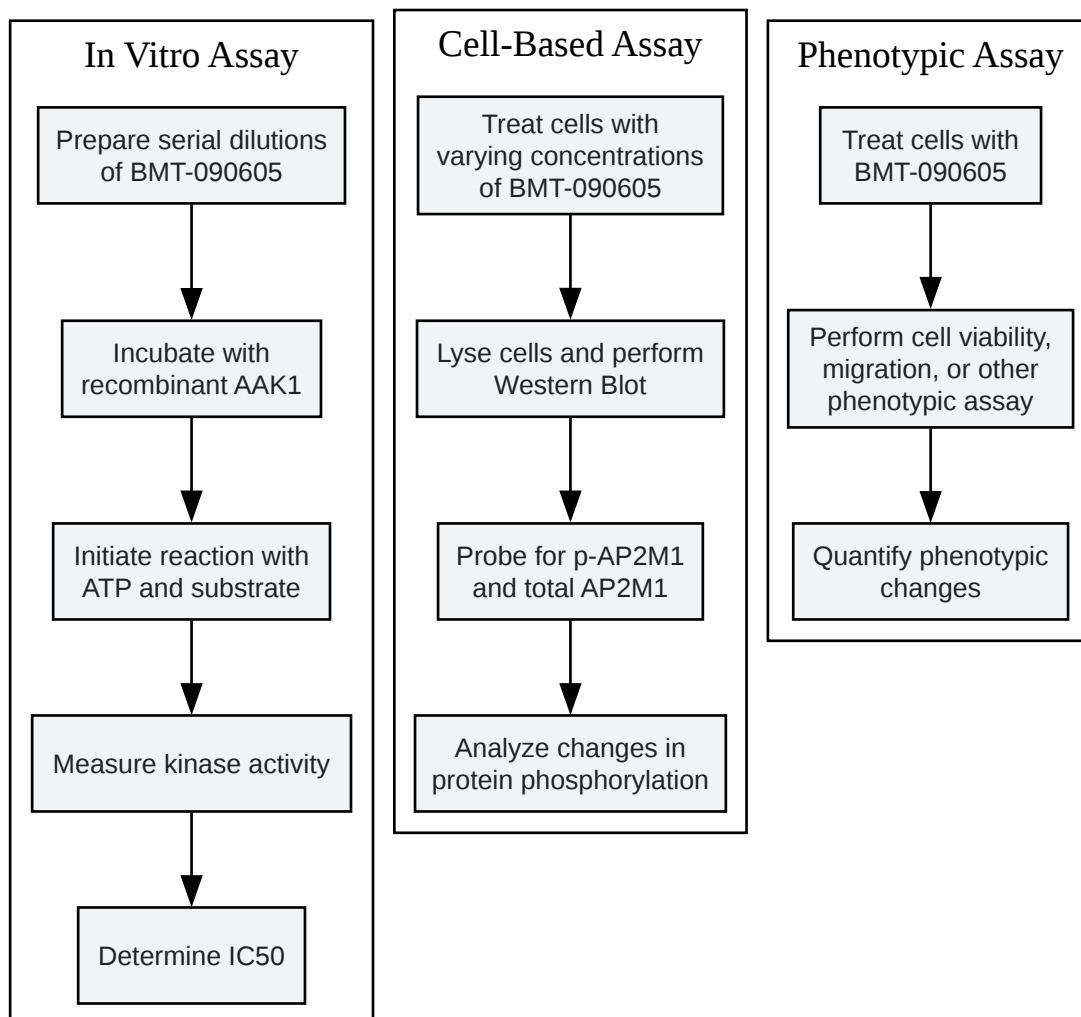 In Vitro Assay
Prepare serial dilutions
of BMT-090605
Incubate with
recombinant AAK1
Initiate reaction with
ATP and substrate
Measure kinase activity
Determine IC50
Cell-Based Assay
Treat cells with
varying concentrations
of BMT-090605
Lyse cells and perform
Western Blot
Probe for p-AP2M1
and total AP2M1
Analyze changes in
protein phosphorylation
Phenotypic Assay
Treat cells with
BMT-090605
Perform cell viability,
migration, or other
phenotypic assay
Quantify phenotypic
changes